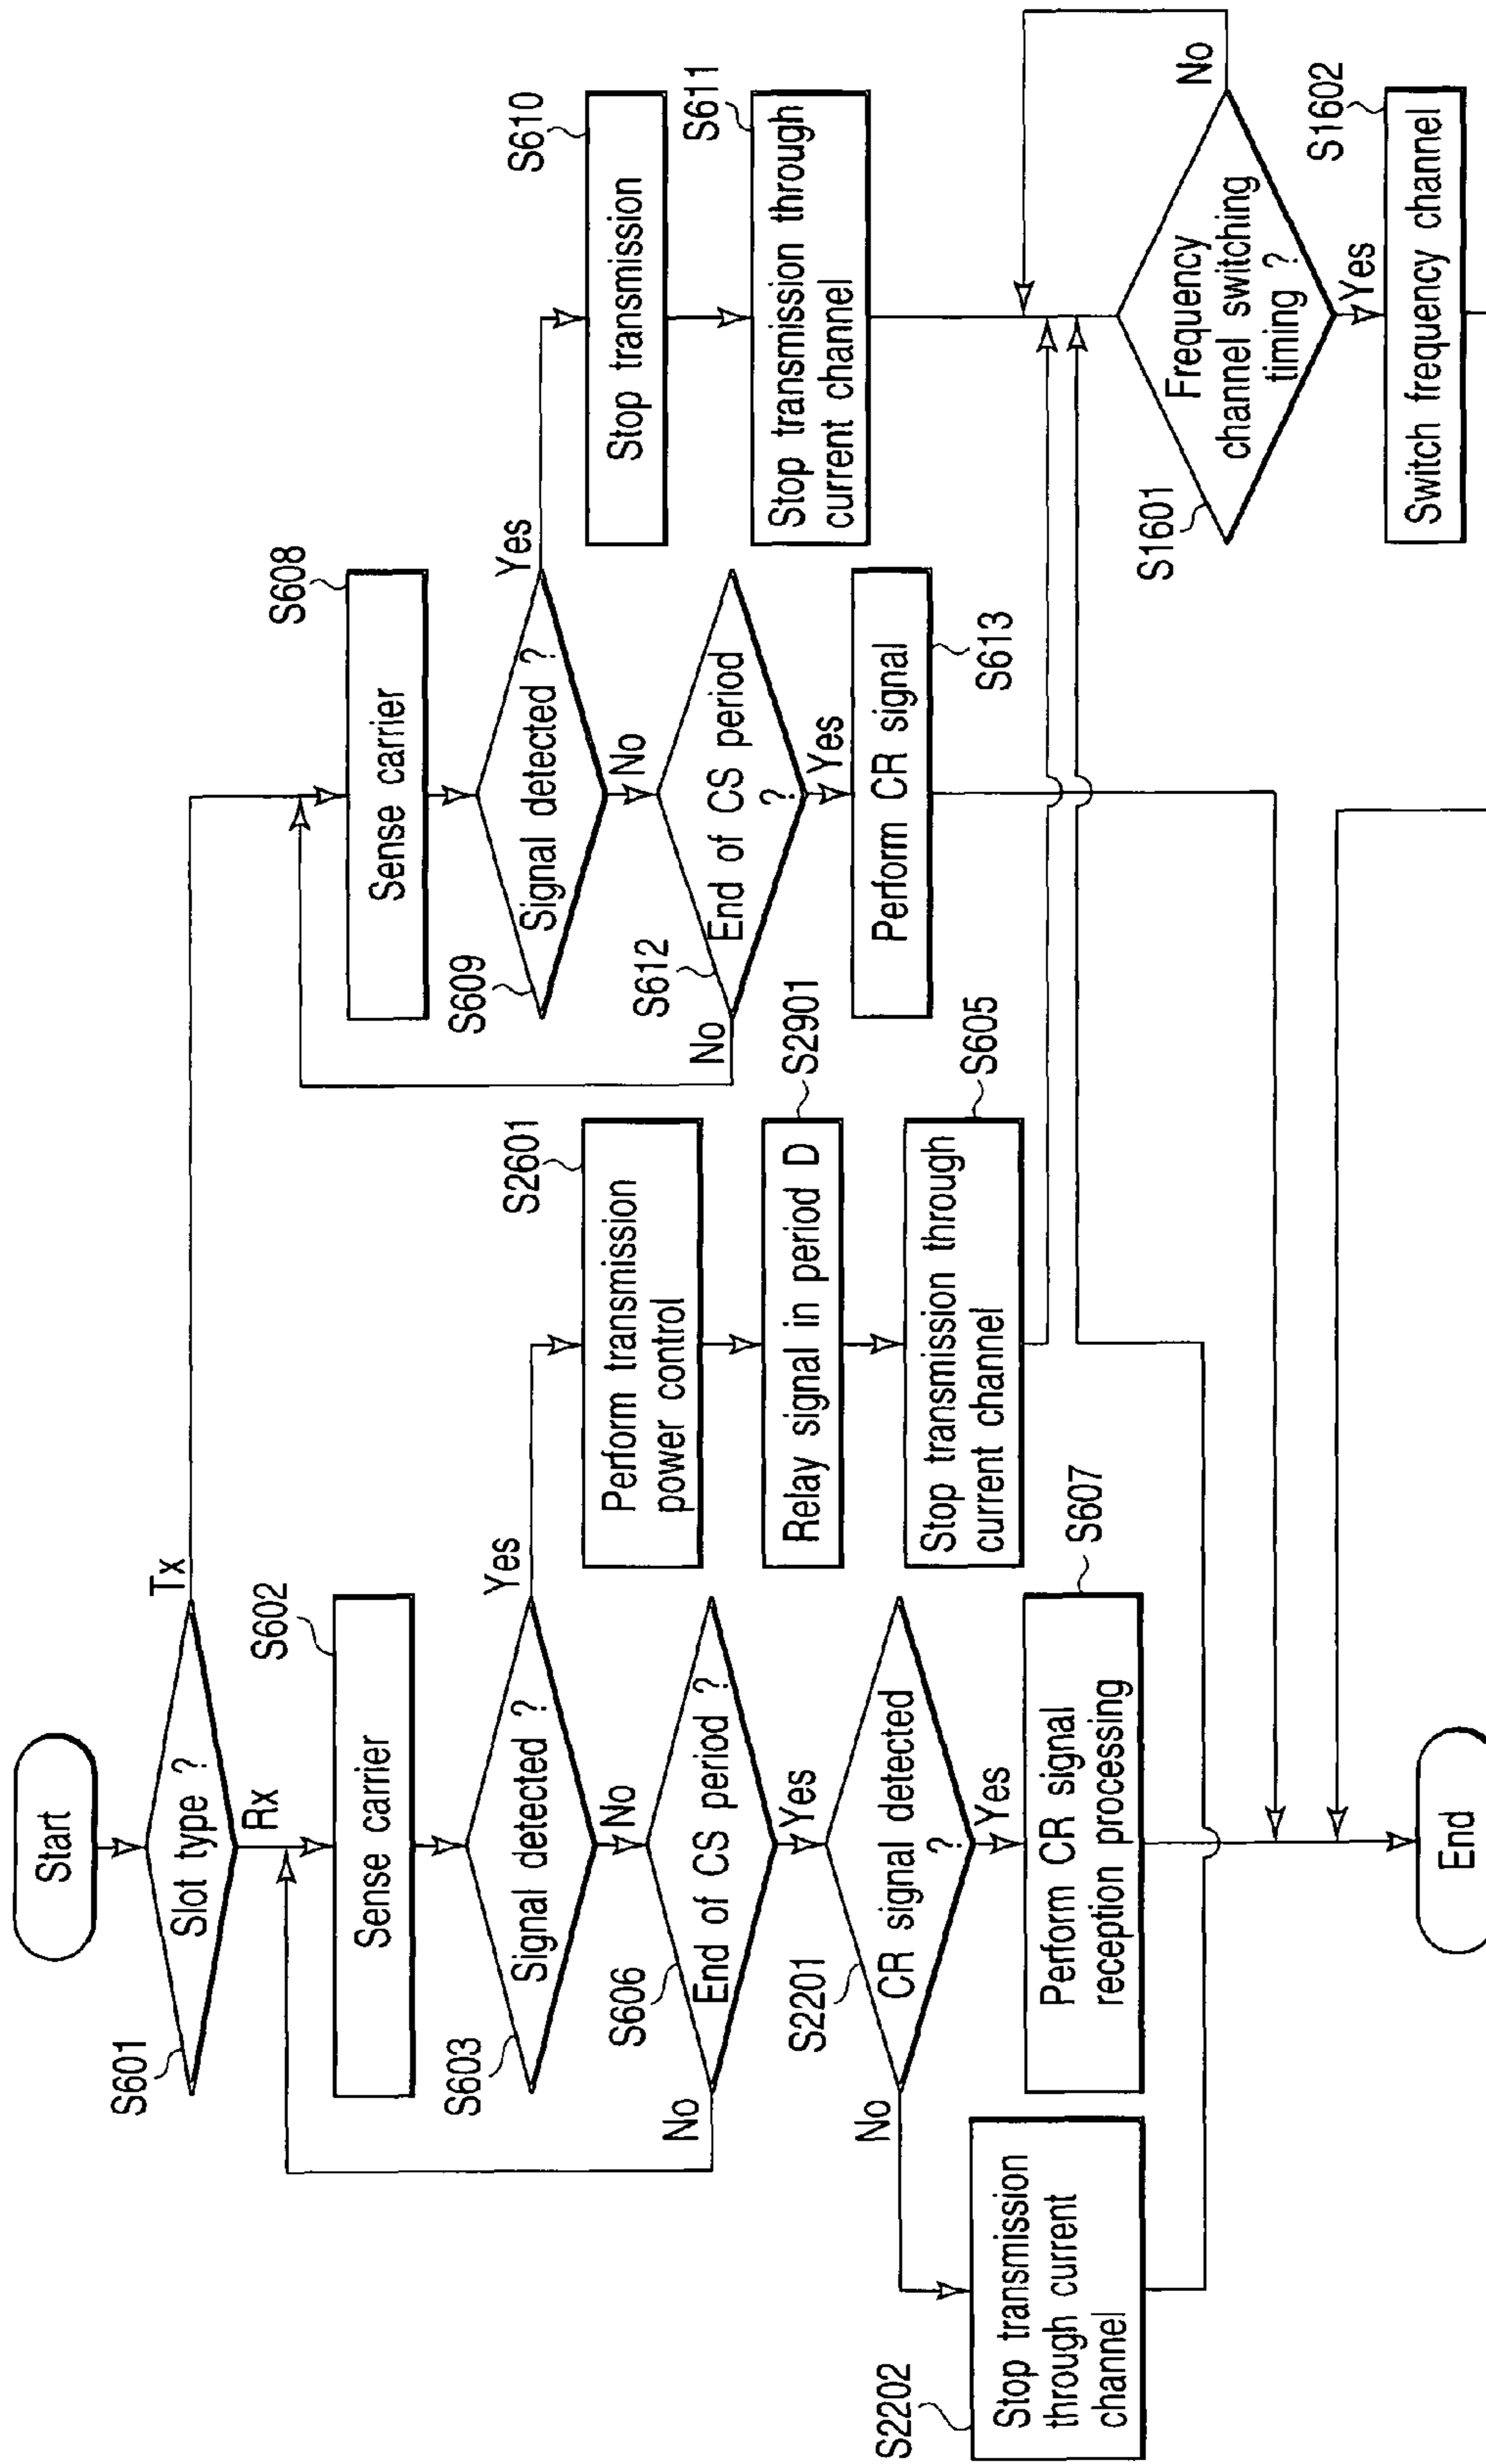 Start
S601
Slot type ?
Tx
Rx
S602
Sense carrier
S603
Signal detected ?
Yes
No
S606
End of CS period ?
No
Yes
S2201
CR signal detected
?
No
Yes
S2202
Stop transmission
through current
channel
S607
Perform CR signal
reception processing
End
S2601
Perform transmission
power control
S2901
Relay signal in period D
S605
Stop transmission through
current channel
S608
Sense carrier
S609
Signal detected ?
Yes
No
S612
End of CS period
?
No
Yes
S613
Perform CR signal
S610
Stop transmission
S611
Stop transmission through
current channel
S1601
Frequency
channel switching
timing ?
No
Yes
S1602
Switch frequency channel